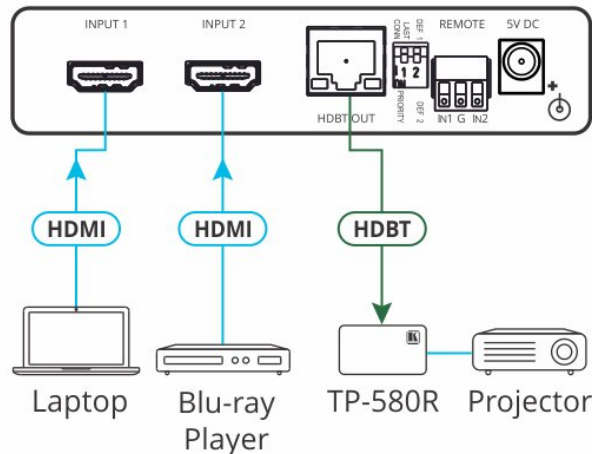 INPUT 1
INPUT 2
HDBT OUT
LAST
CONN
DEF 1
1 2
ON
PRIORITY
DEF 2
REMOTE
IN1 G IN2
5V DC
+
HDMI
HDMI
HDBT
Laptop
Blu-ray
Player
TP-580R
Projector